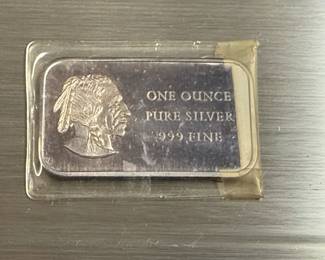 ONE OUNCE
PURE SILVER
.999 FINE